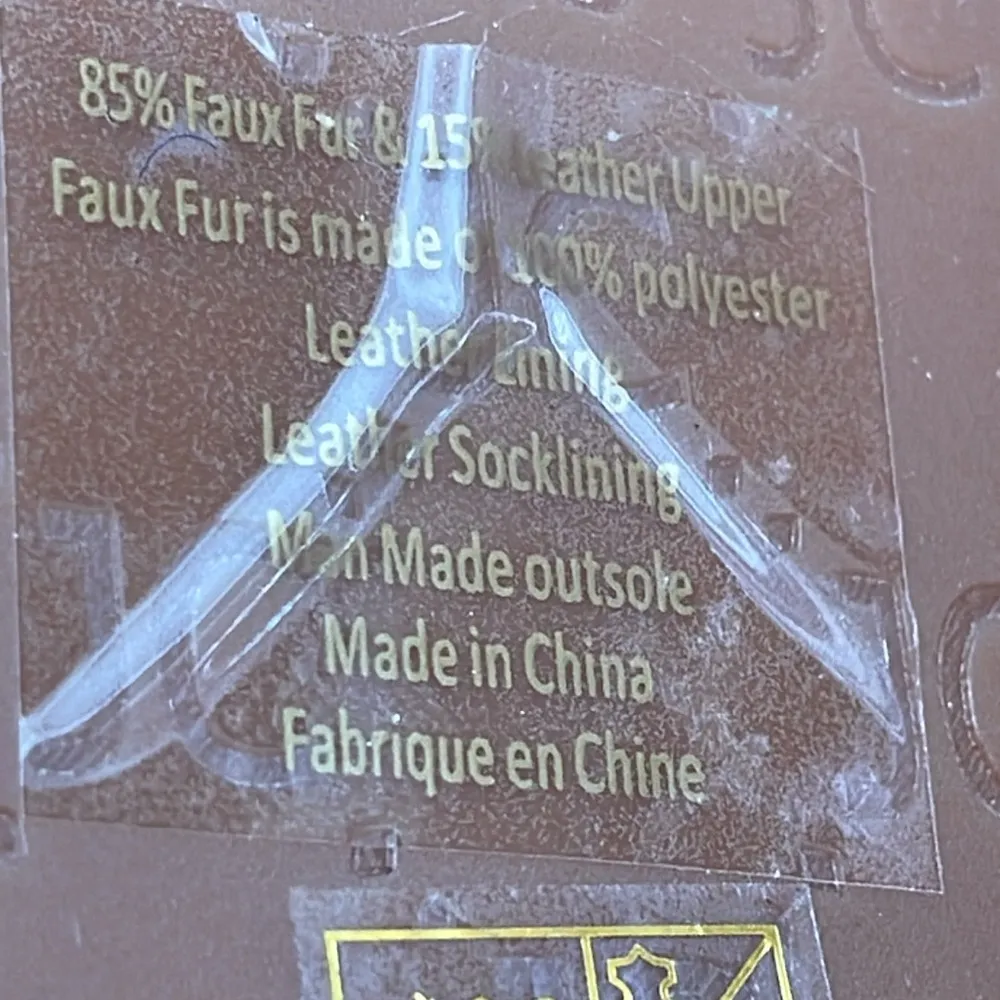 85% Faux Fur & 15% Leather Upper
Faux Fur is made of 100% polyester
Leather Lining
Leather Socklining
Man Made outsole
Made in China
Fabrique en Chine